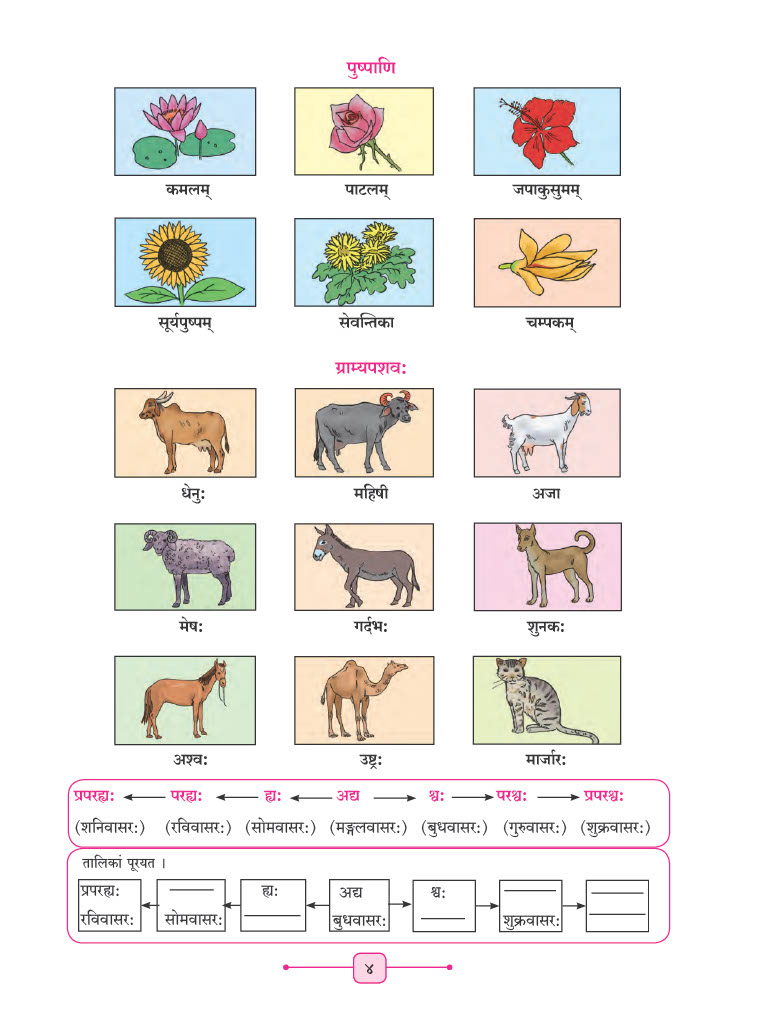 पुष्पाणि
कमलम् पाटलम् जपाकुसुमम्
सूर्यपुष्पम् सेवन्तिका चम्पकम्
ग्राम्यपशवः
धेनुः महिषी अजा
मेषः गर्दभः शुनकः
अश्वः उष्ट्रः मार्जारः
प्रपरह्यः परह्यः ह्यः अद्य श्वः परश्वः प्रपरश्वः
(शनिवासरः) (रविवासरः) (सोमवासरः) (मङ्गलवासरः) (बुधवासरः) (गुरुवासरः) (शुक्रवासरः)
तालिकां पूरयत ।
प्रपरह्यः ह्यः अद्य श्वः
रविवासरः सोमवासरः बुधवासरः शुक्रवासरः
४